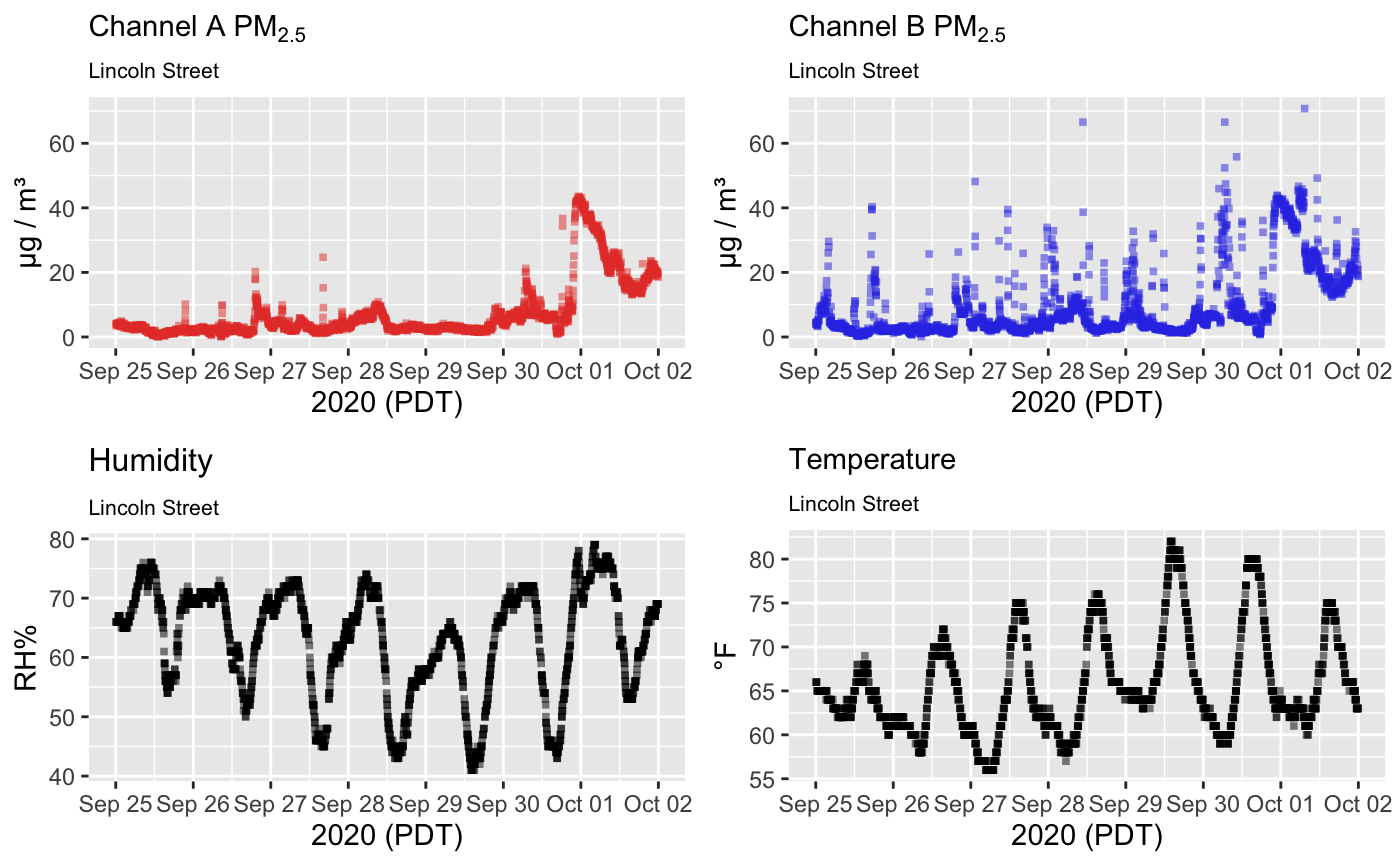 Channel A PM2.5
Lincoln Street
µg / m³
60
40
20
0
Sep 25 Sep 26 Sep 27 Sep 28 Sep 29 Sep 30 Oct 01 Oct 02
2020 (PDT)
Channel B PM2.5
Lincoln Street
µg / m³
60
40
20
0
Sep 25 Sep 26 Sep 27 Sep 28 Sep 29 Sep 30 Oct 01 Oct 02
2020 (PDT)
Humidity
Lincoln Street
RH%
80
70
60
50
40
Sep 25 Sep 26 Sep 27 Sep 28 Sep 29 Sep 30 Oct 01 Oct 02
2020 (PDT)
Temperature
Lincoln Street
°F
80
75
70
65
60
55
Sep 25 Sep 26 Sep 27 Sep 28 Sep 29 Sep 30 Oct 01 Oct 02
2020 (PDT)